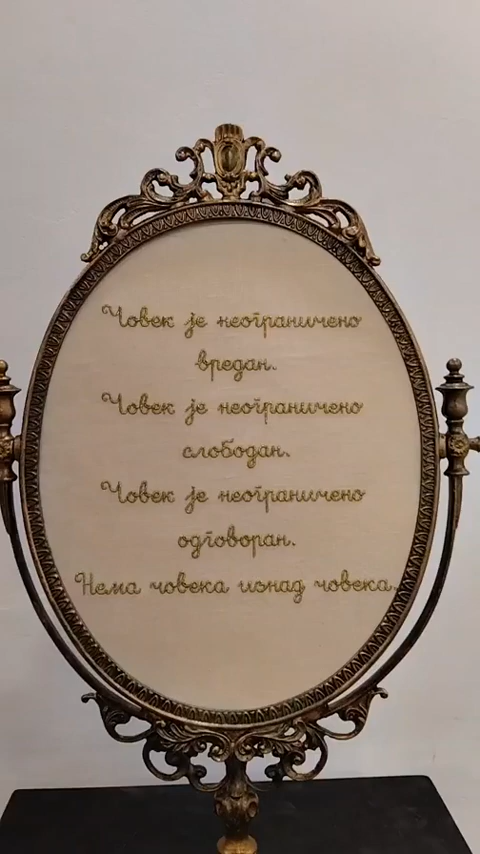 Човек је неограничено
вредан.
Човек је неограничено
слободан.
Човек је неограничено
одговоран.
Нема човека изнад човека.